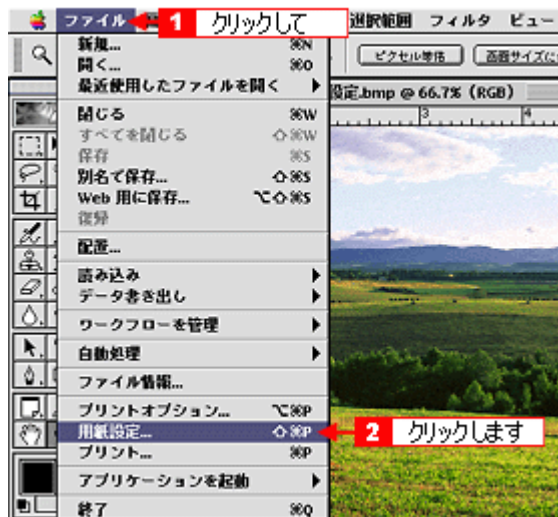 ファイル 1 クリックして 選択範囲 フィルタ ビュー
新規... ⌘N
開く... ⌘O
最近使用したファイルを開く
ピクセル等倍 画面サイズに
設定.bmp @ 66.7% (RGB)
3 4
閉じる ⌘W
すべてを閉じる ⇧⌘W
保存 ⌘S
別名で保存... ⇧⌘S
Web 用に保存... ⌥⇧⌘S
復帰
配置...
読み込み
データ書き出し
ワークフローを管理
自動処理
ファイル情報...
プリントオプション... ⌥⌘P
用紙設定... ⇧⌘P 2 クリックします
プリント... ⌘P
アプリケーションを起動
終了 ⌘Q